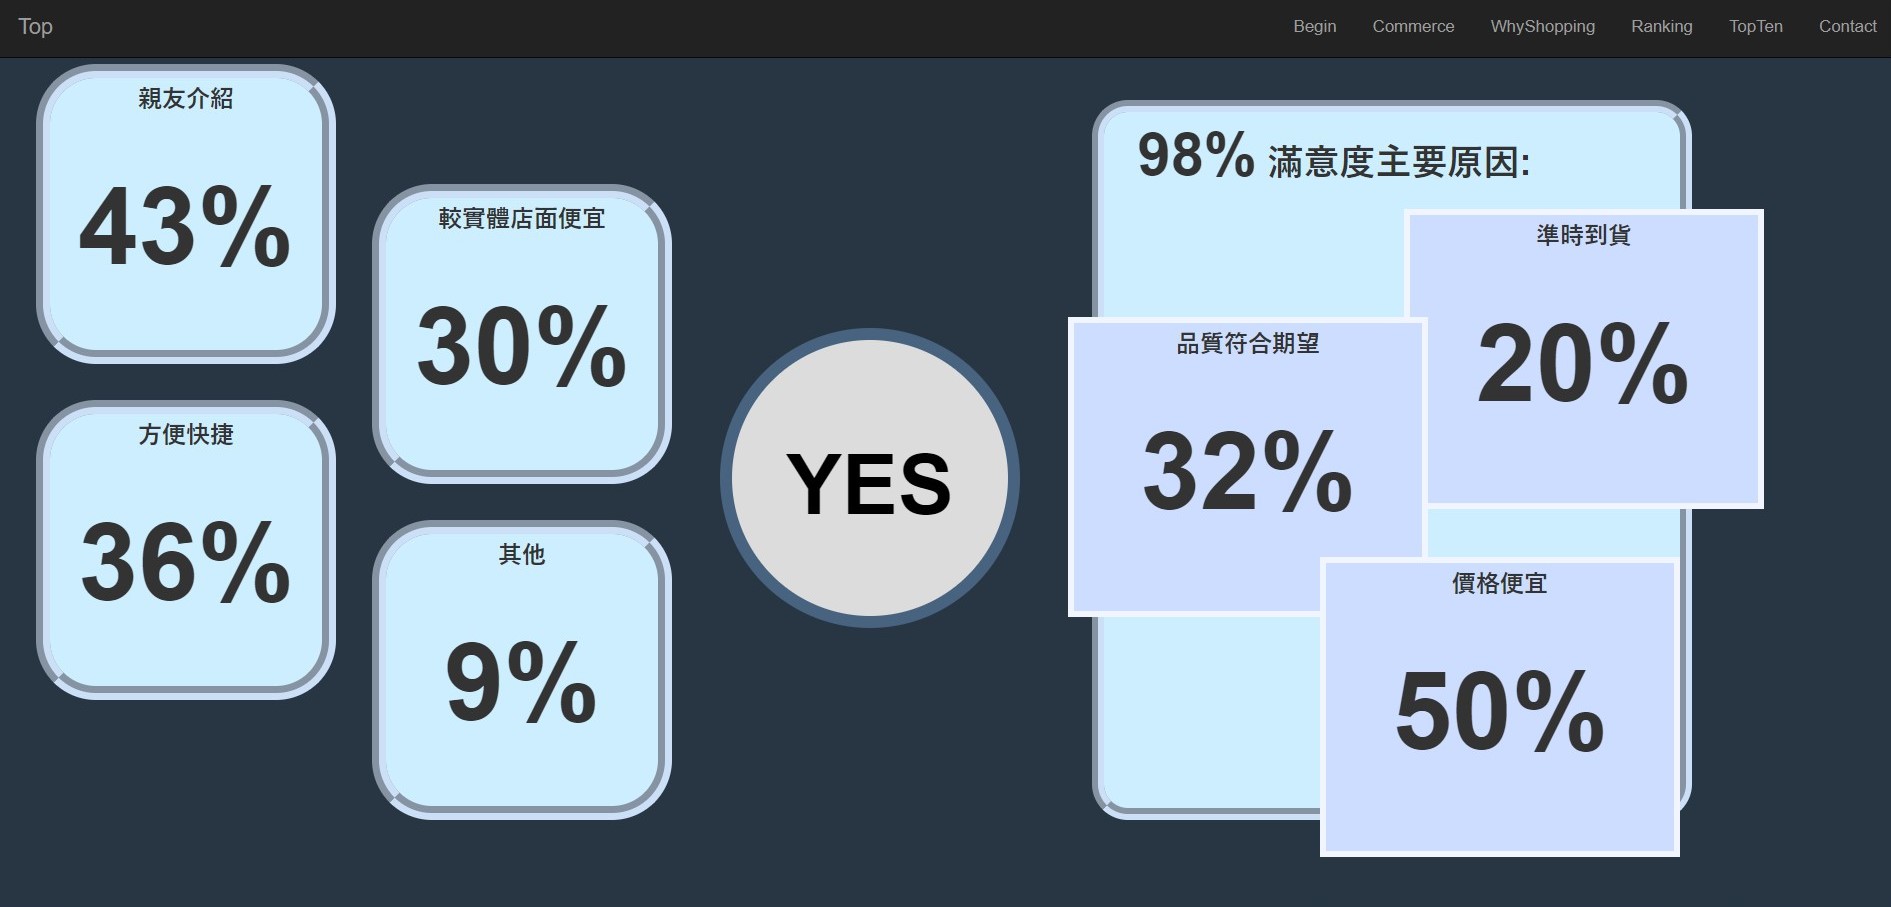 Top
Begin
Commerce
WhyShopping
Ranking
TopTen
Contact
親友介紹
43%
較實體店面便宜
30%
方便快捷
36%
其他
9%
YES
98% 滿意度主要原因:
準時到貨
20%
品質符合期望
32%
價格便宜
50%